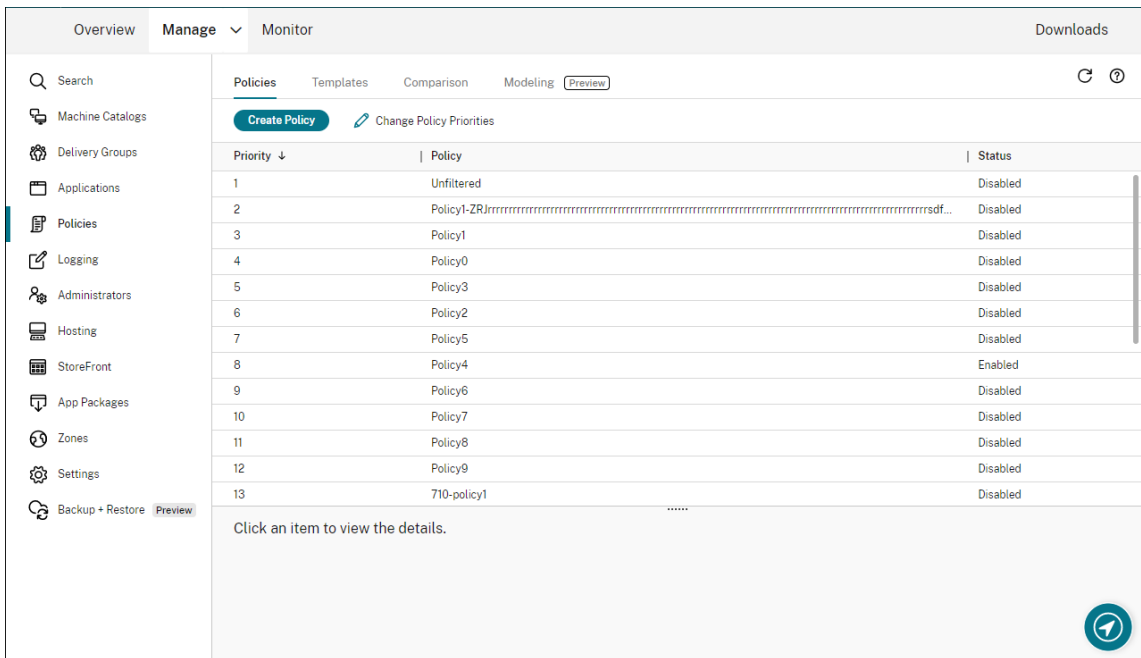 Overview Manage Monitor Downloads
Search
Machine Catalogs
Delivery Groups
Applications
Policies
Logging
Administrators
Hosting
StoreFront
App Packages
Zones
Settings
Backup + Restore Preview
Policies Templates Comparison Modeling Preview
Create Policy Change Policy Priorities
Priority Policy Status
1 Unfiltered Disabled
2 Disabled
3 Policy1 Disabled
4 Policy0 Disabled
5 Policy3 Disabled
6 Policy2 Disabled
7 Policy5 Disabled
8 Policy4 Enabled
9 Policy6 Disabled
10 Policy7 Disabled
11 Policy8 Disabled
12 Policy9 Disabled
13 710-policy1 Disabled
Click an item to view the details.